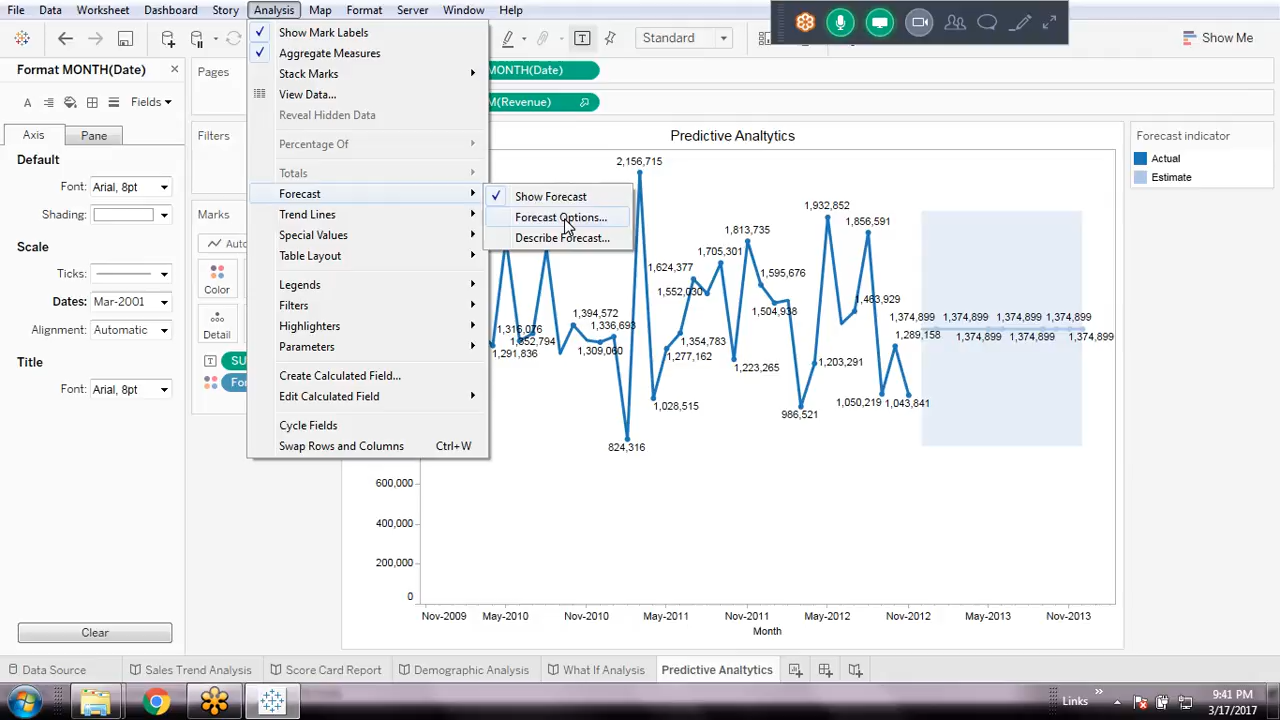 File Data Worksheet Dashboard Story Analysis Map Format Server Window Help
Standard
Show Me
Format MONTH(Date)
Fields
Axis Pane
Default
Font: Arial, 8pt
Shading:
Scale
Ticks:
Dates: Mar-2001
Alignment: Automatic
Title
Font: Arial, 8pt
Clear
Pages
Filters
Marks
Auto
Color
Detail
SU
For
Show Mark Labels
Aggregate Measures
Stack Marks
View Data...
Reveal Hidden Data
Percentage Of
Totals
Forecast
Trend Lines
Special Values
Table Layout
Legends
Filters
Highlighters
Parameters
Create Calculated Field...
Edit Calculated Field
Cycle Fields
Swap Rows and Columns Ctrl+W
Show Forecast
Forecast Options...
Describe Forecast...
MONTH(Date)
M(Revenue)
Predictive Analtytics
2,156,715
1,932,852
1,856,591
1,813,735
1,705,301
1,624,377
1,595,676
1,552,030
1,504,938
1,463,929
1,394,572
1,374,899 1,374,899 1,374,899 1,374,899
1,316,076
1,336,693
1,352,794
1,354,783
1,289,158
1,374,899 1,374,899 1,374,899
1,291,836
1,309,060
1,277,162
1,223,265
1,203,291
1,028,515
986,521
1,050,219
1,043,841
824,316
600,000
400,000
200,000
0
Nov-2009 May-2010 Nov-2010 May-2011 Nov-2011 May-2012 Nov-2012 May-2013 Nov-2013
Month
Forecast indicator
Actual
Estimate
Data Source Sales Trend Analysis Score Card Report Demographic Analysis What If Analysis Predictive Analtytics
Links
9:41 PM
3/17/2017